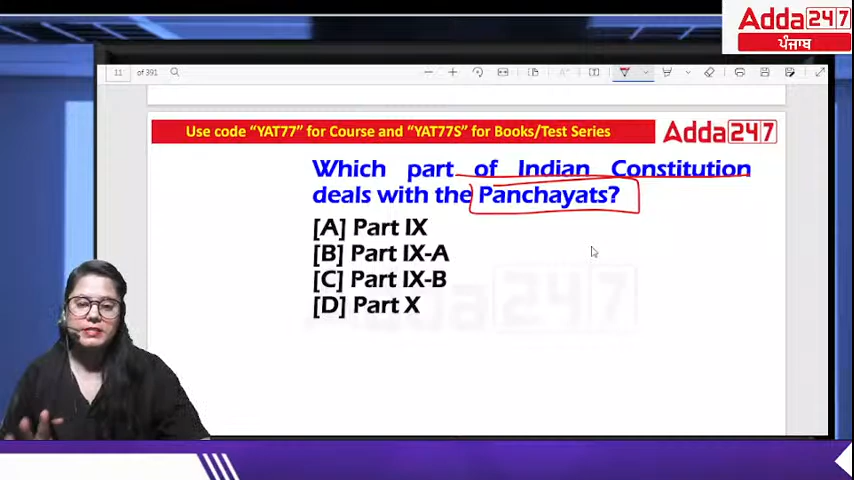 Adda247
ਪੰਜਾਬ
11 of 391
Use code "YAT77" for Course and "YAT77S" for Books/Test Series
Adda247
Which part of Indian Constitution
deals with the Panchayats?
[A] Part IX
[B] Part IX-A
[C] Part IX-B
[D] Part X
Adda247